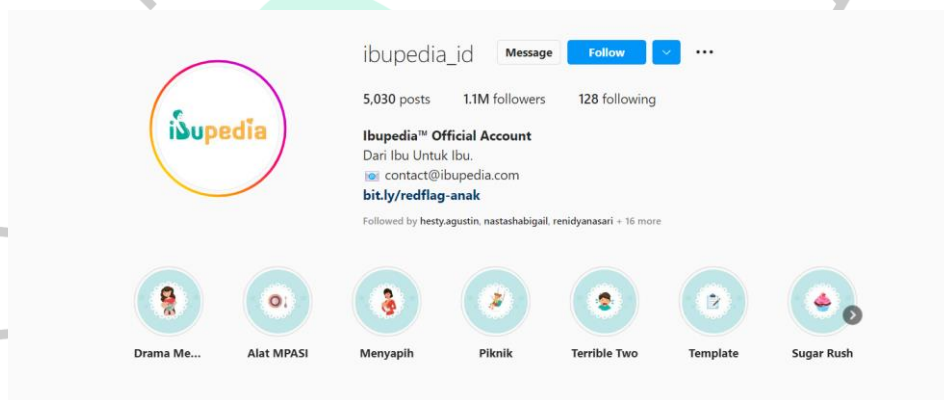 ibupedia_id Message Follow
5,030 posts 1.1M followers 128 following
ibupedia
Ibupedia™ Official Account
Dari Ibu Untuk Ibu.
contact@ibupedia.com
bit.ly/redflag-anak
Followed by hesty.agustin, nastashabigail, renidyanasari + 16 more
Drama Me... Alat MPASI Menyapih Piknik Terrible Two Template Sugar Rush